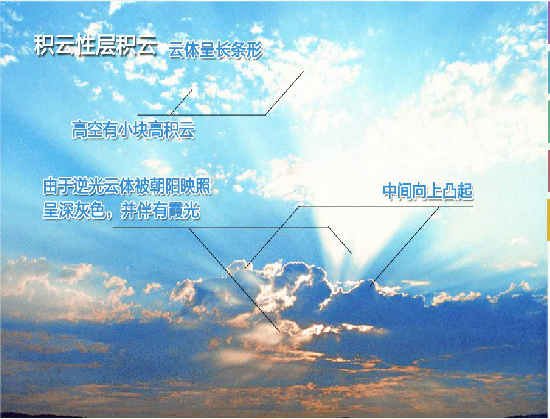 积云性层积云
云体呈长条形
高空有小块高积云
由于逆光云体被朝阳映照
呈深灰色，并伴有霞光
中间向上凸起